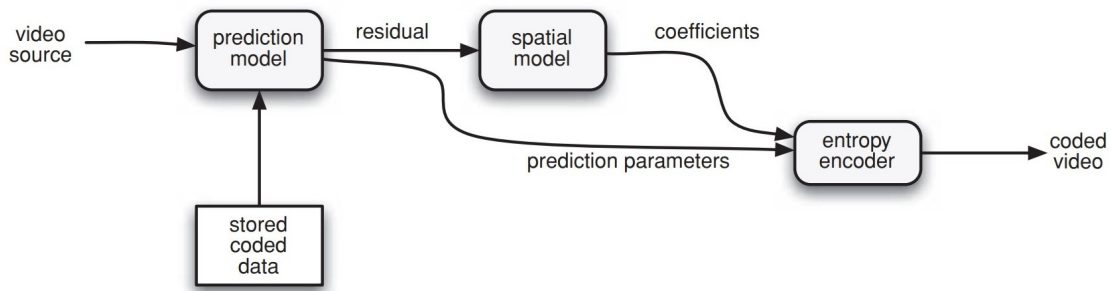 video
source
prediction
model
residual
spatial
model
coefficients
prediction parameters
entropy
encoder
coded
video
stored
coded
data